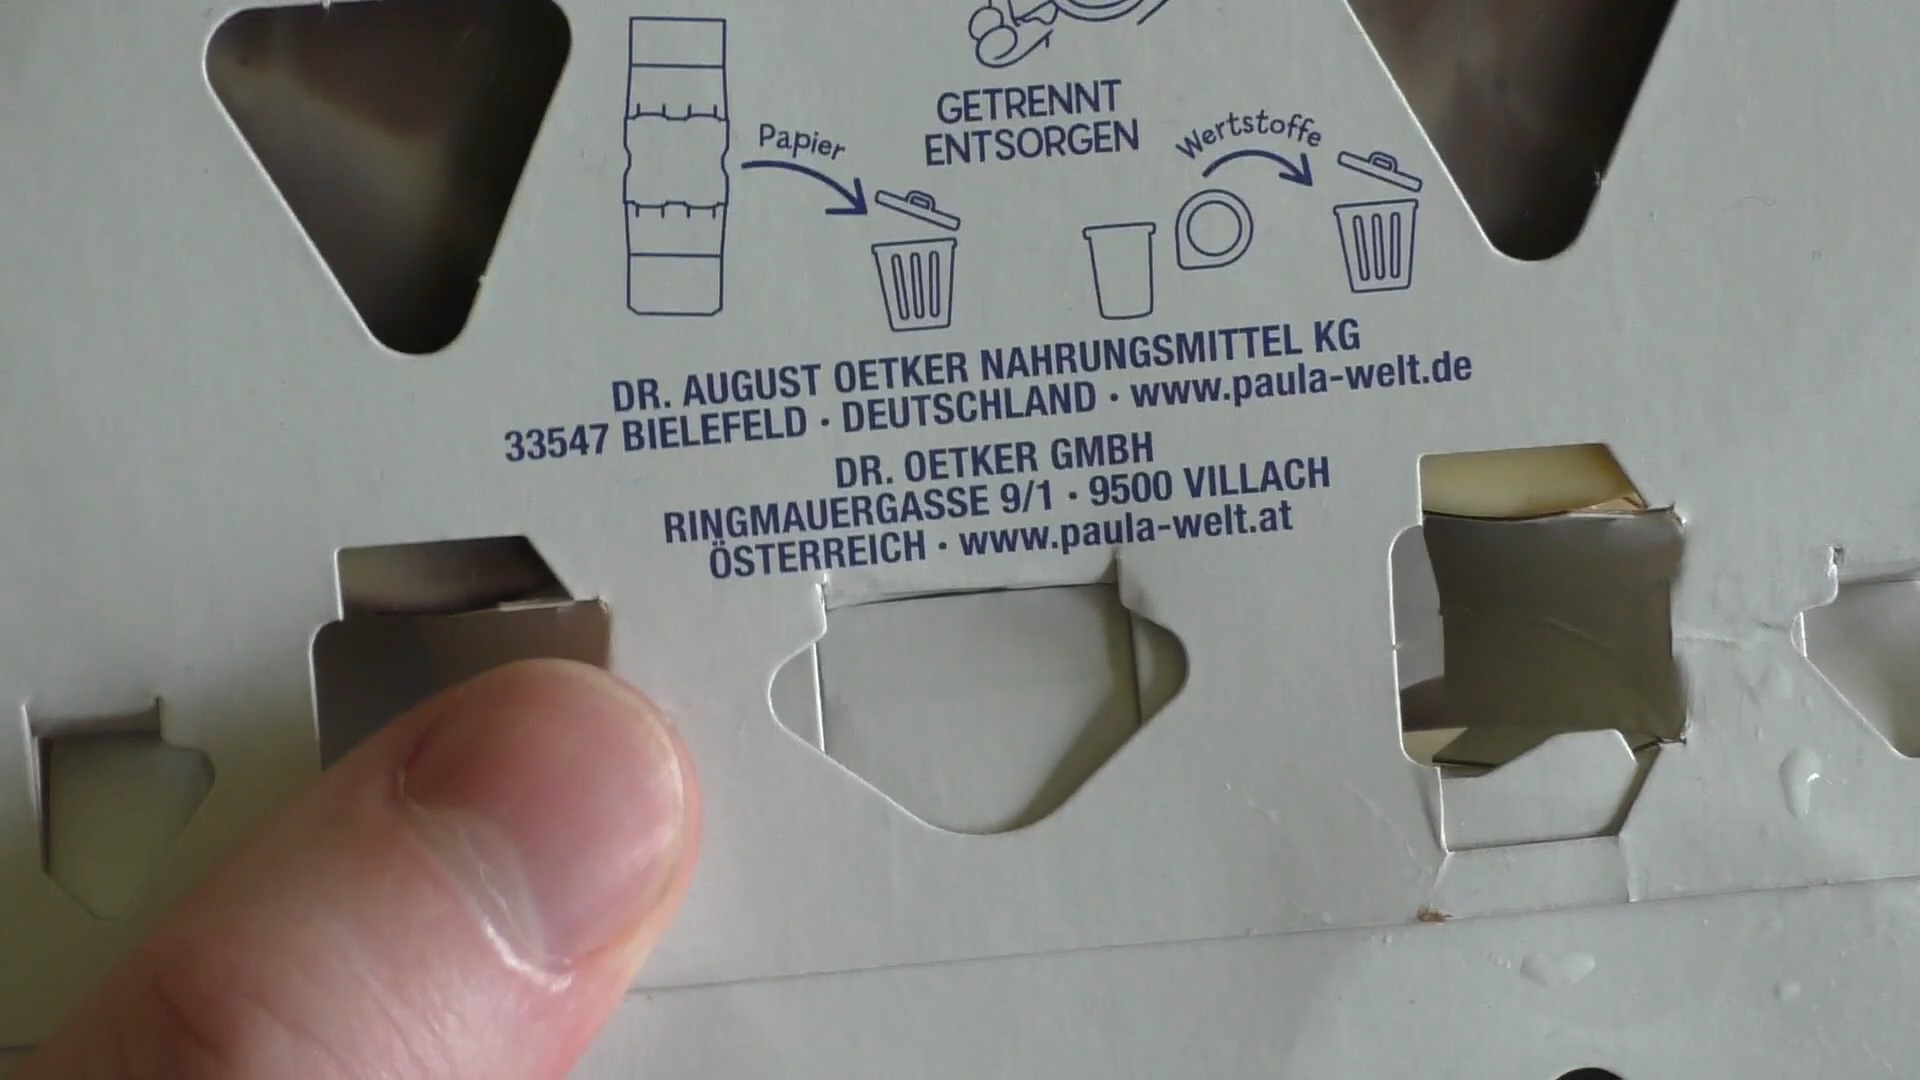 GETRENNT
ENTSORGEN
Papier
Wertstoffe
DR. AUGUST OETKER NAHRUNGSMITTEL KG
33547 BIELEFELD · DEUTSCHLAND · www.paula-welt.de
DR. OETKER GMBH
RINGMAUERGASSE 9/1 · 9500 VILLACH
ÖSTERREICH · www.paula-welt.at